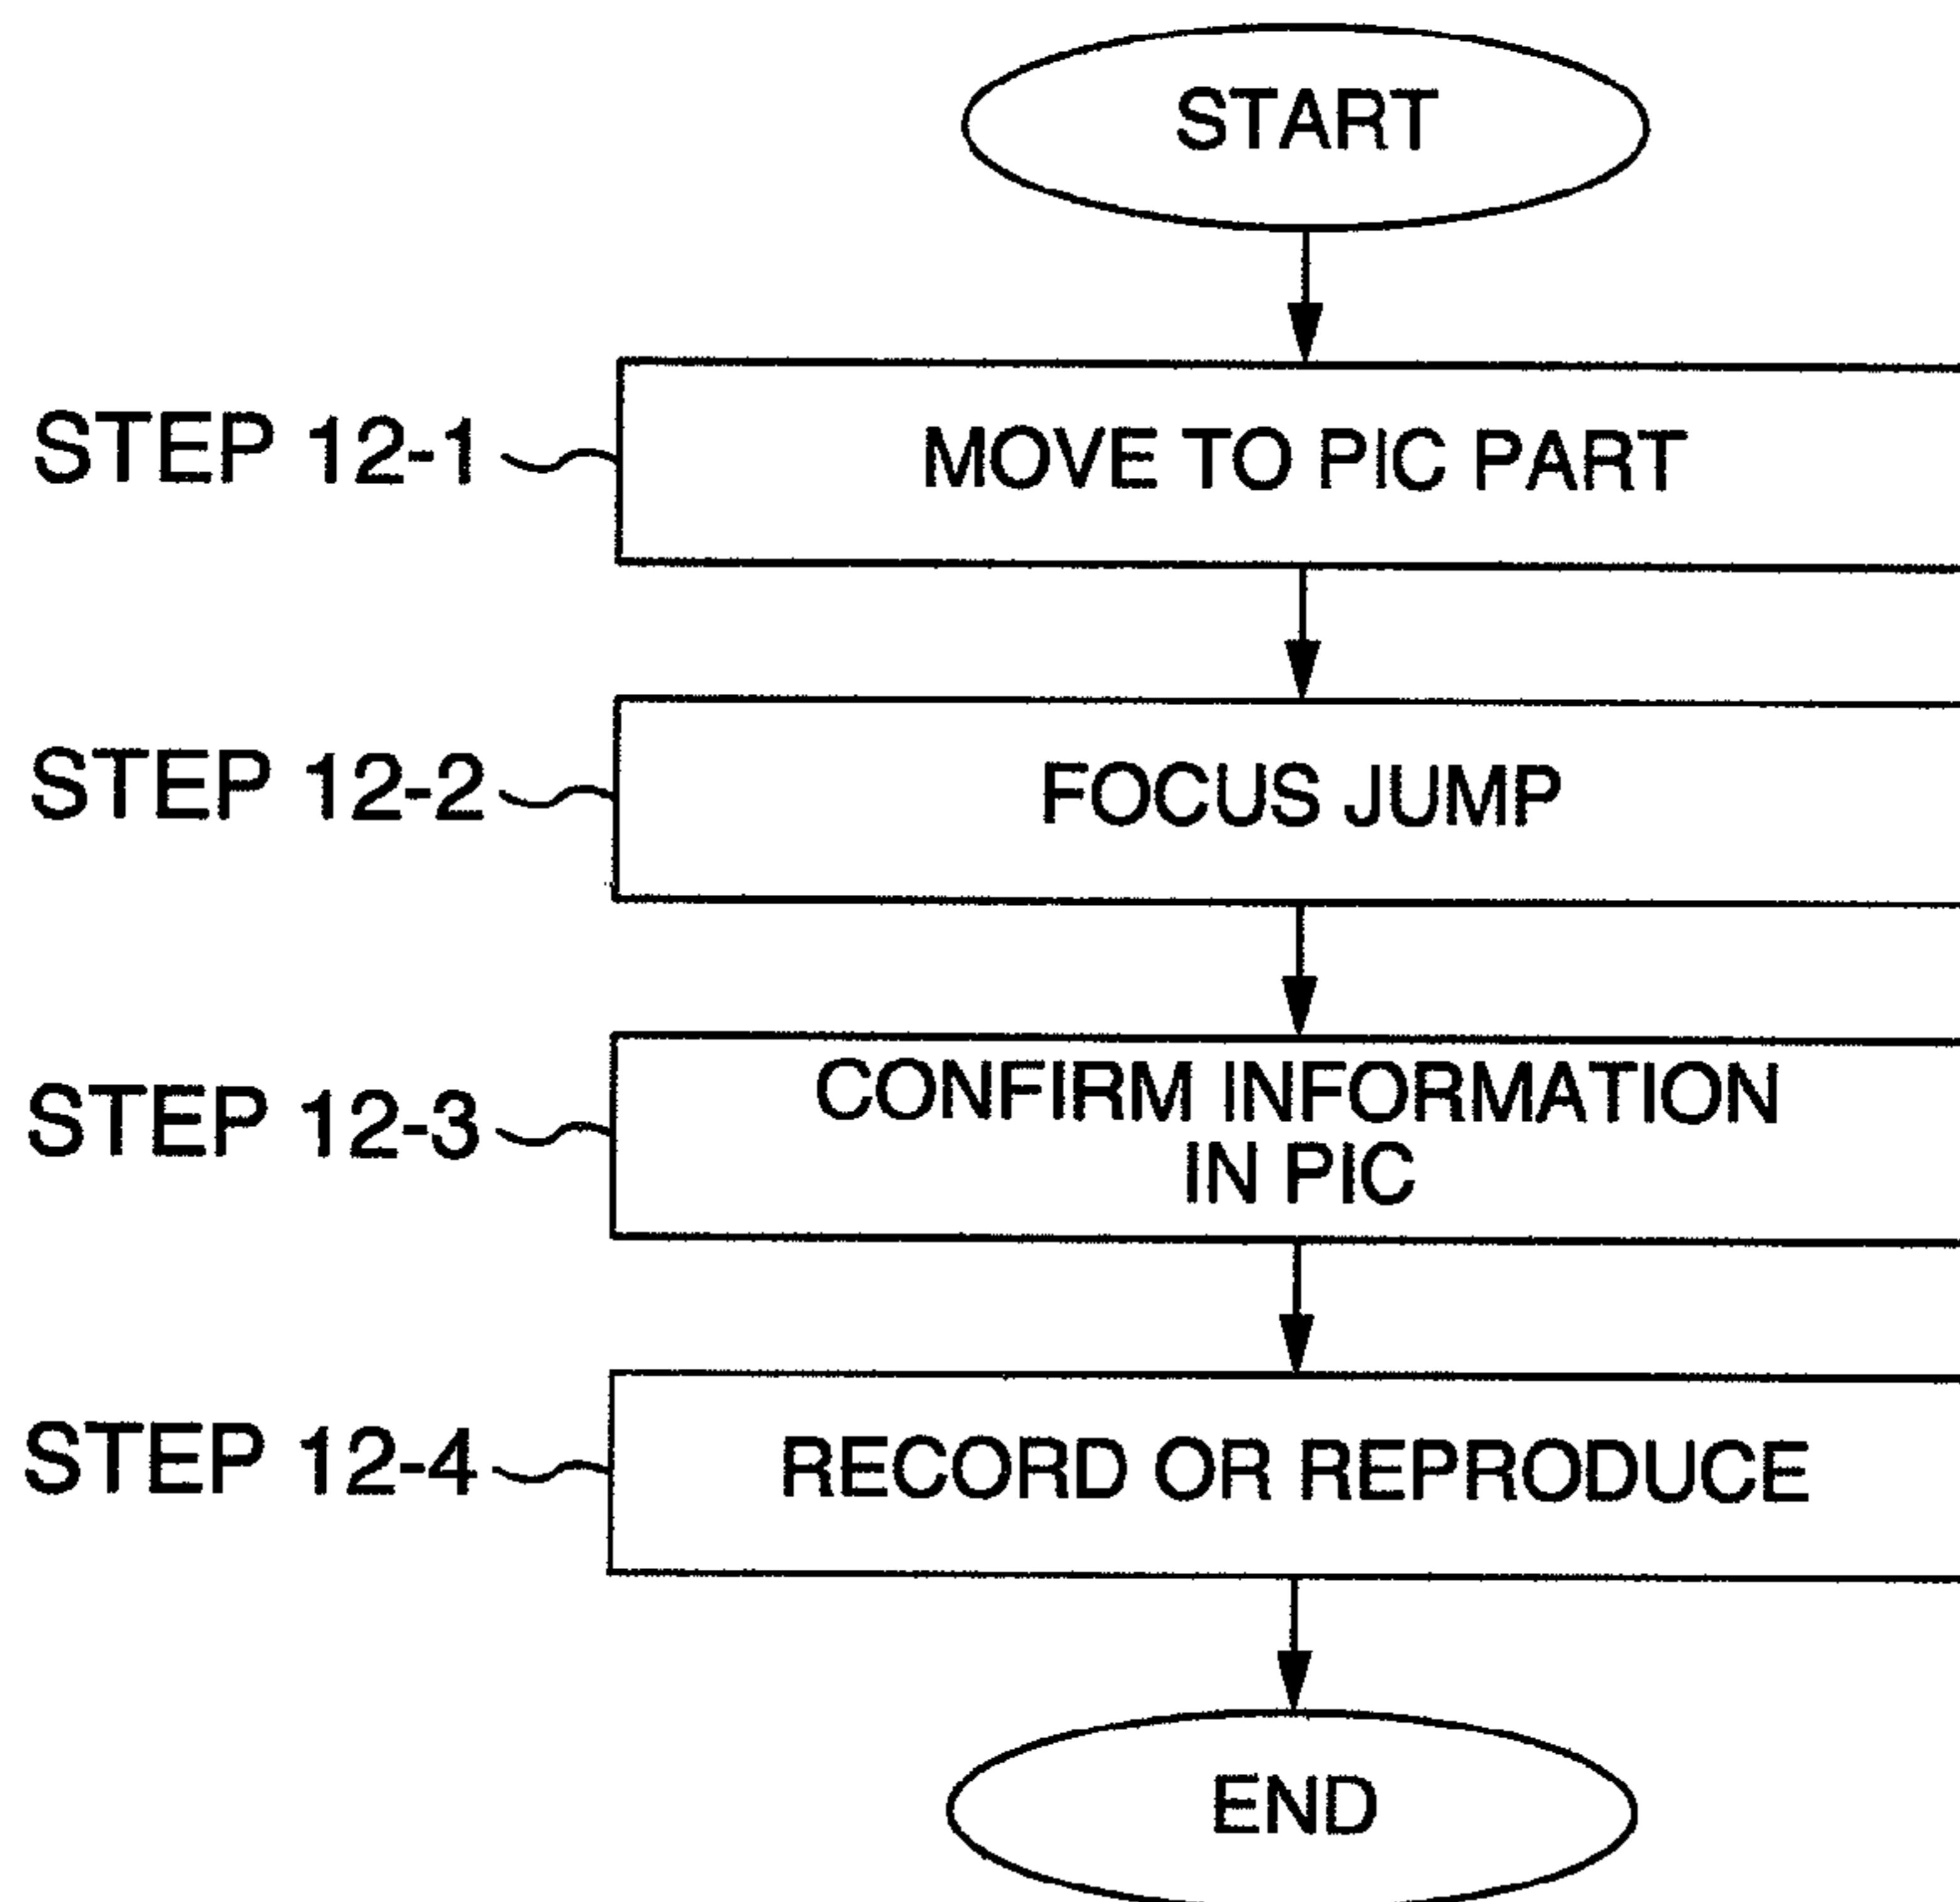 START
STEP 12-1
MOVE TO PIC PART
STEP 12-2
FOCUS JUMP
STEP 12-3
CONFIRM INFORMATION
IN PIC
STEP 12-4
RECORD OR REPRODUCE
END